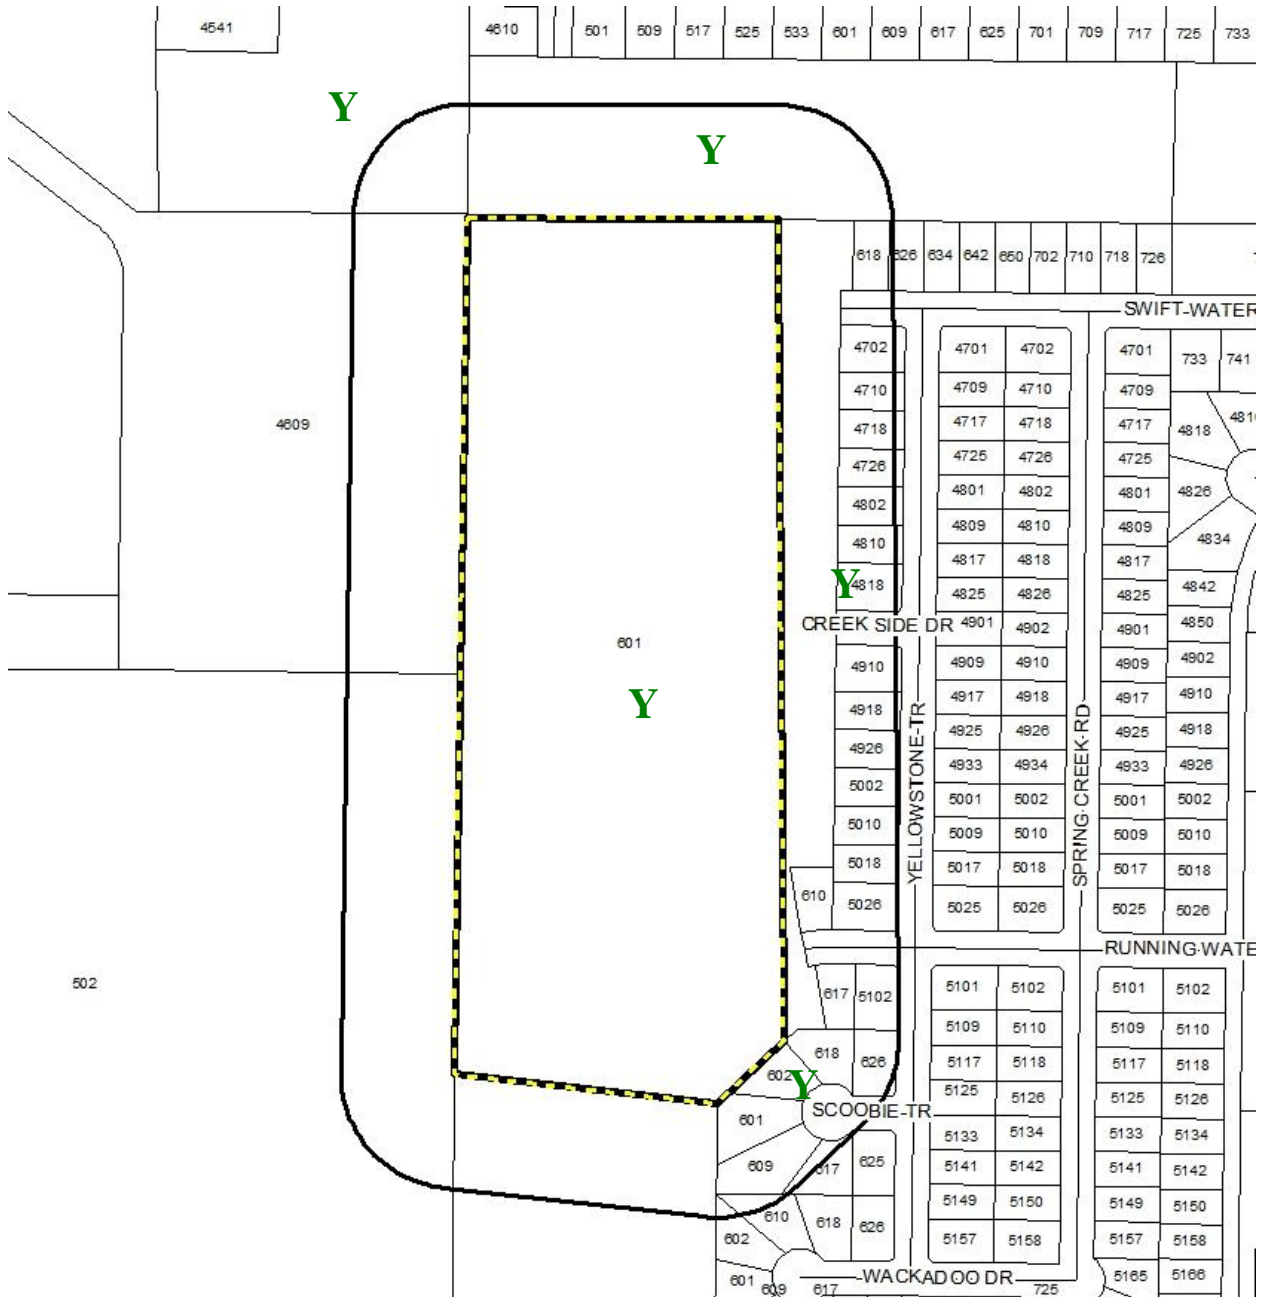 4541
4610 501 509 517 525 533 601 609 617 625 701 709 717 725 733
Y
Y
618 626 634 642 650 702 710 718 726
SWIFT-WATER
4702 4701 4702 4701 733 741
4710 4709 4710 4709
4609
4718 4717 4718 4717 4818
4726 4725 4726 4725
4802 4801 4802 4801 4826
4810 4809 4810 4809 4834
Y
4818 4817 4818 4817 4842
4825 4826 4825
CREEK SIDE DR 4901 4902 4901 4850
601
4910 4909 4910 4909 4902
Y
4918 4917 4918 4917 4910
4926 4925 4926 4925 4918
YELLOWSTONE-TR
SPRING-CREEK-RD
4933 4934 4933 4926
5002 5001 5002 5001 5002
5010 5009 5010 5009 5010
5018 5017 5018 5017 5018
610 5026 5025 5026 5025 5026
RUNNING-WATE
502
617 5102 5101 5102 5101 5102
5109 5110 5109 5110
618 626 5117 5118 5117 5118
602 Y
5125 5126 5125 5126
SCOOBIE-TR
601
5133 5134 5133 5134
609 617 625 5141 5142 5141 5142
5149 5150 5149 5150
610 618 626
602 5157 5158 5157 5158
WACKADOO DR
601 609 617 725 5165 5166